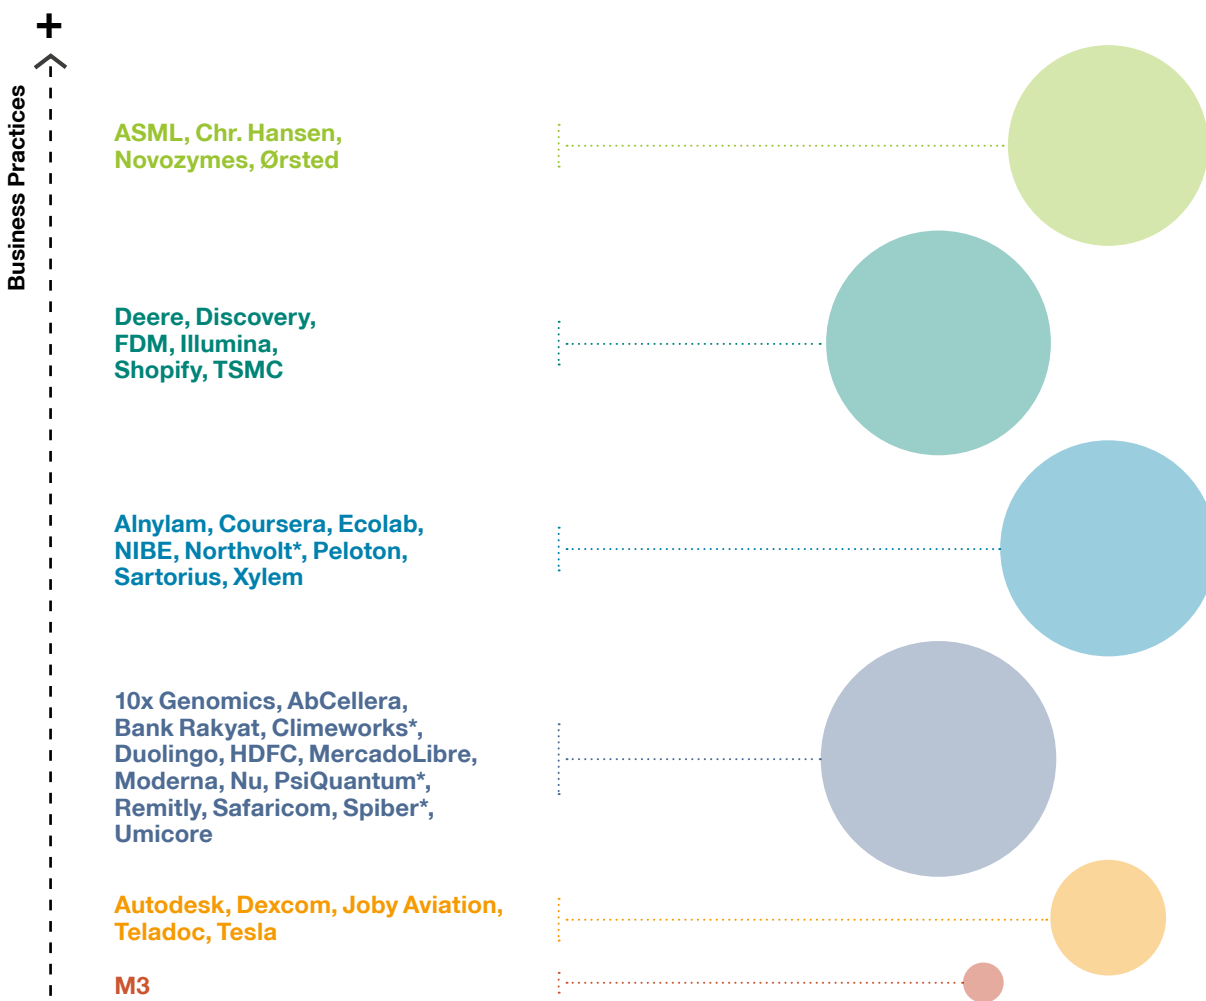 +
Business Practices
ASML, Chr. Hansen,
Novozymes, Ørsted
Deere, Discovery,
FDM, Illumina,
Shopify, TSMC
Alnylam, Coursera, Ecolab,
NIBE, Northvolt*, Peloton,
Sartorius, Xylem
10x Genomics, AbCellera,
Bank Rakyat, Climeworks*,
Duolingo, HDFC, MercadoLibre,
Moderna, Nu, PsiQuantum*,
Remitly, Safaricom, Spiber*,
Umicore
Autodesk, Dexcom, Joby Aviation,
Teladoc, Tesla
M3